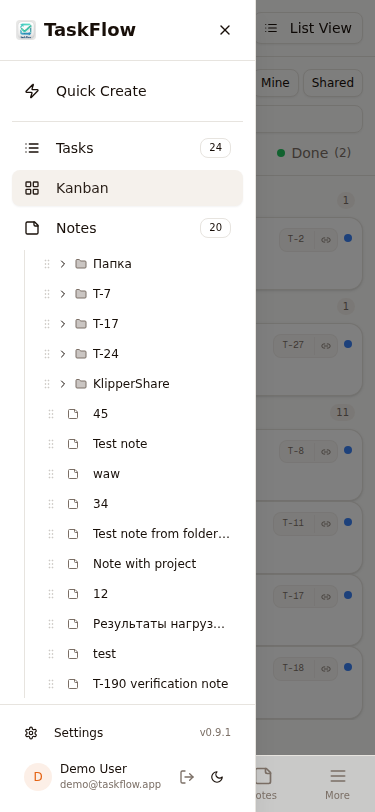 TaskFlow
List View
Quick Create
Mine
Shared
Tasks
24
Done (2)
Kanban
1
Notes
20
T-2
Папка
T-7
1
T-17
T-27
T-24
KlipperShare
45
11
Test note
T-8
waw
34
T-11
Test note from folder...
Note with project
12
T-17
Результаты нагруз...
test
T-18
T-190 verification note
Settings
v0.9.1
Demo User
demo@taskflow.app
otes
More